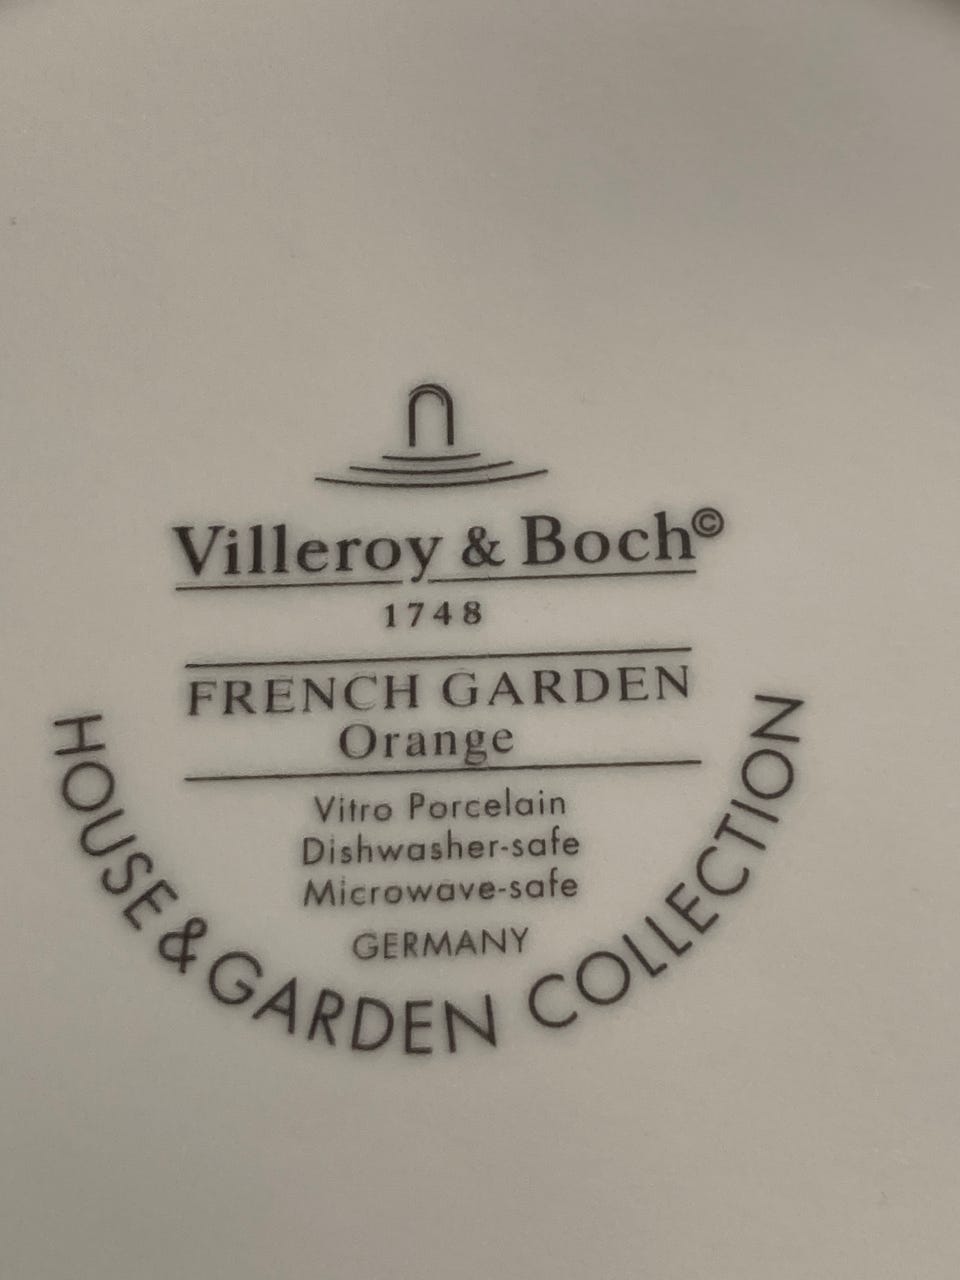 Villeroy & Boch©
1748
FRENCH GARDEN
Orange
Vitro Porcelain
Dishwasher-safe
Microwave-safe
GERMANY
HOUSE & GARDEN COLLECTION